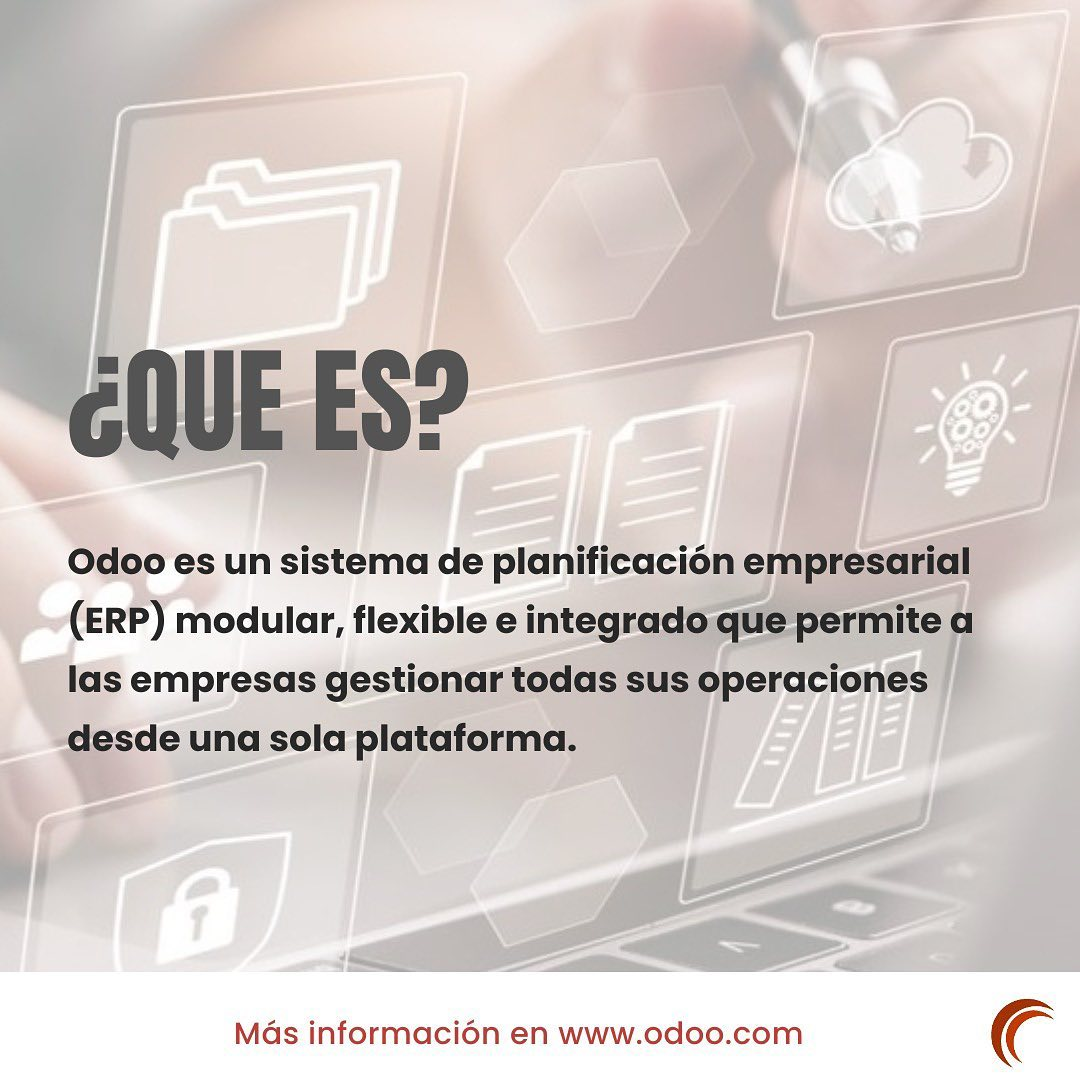 ¿QUE ES?
Odoo es un sistema de planificación empresarial
(ERP) modular, flexible e integrado que permite a
las empresas gestionar todas sus operaciones
desde una sola plataforma.
Más información en www.odoo.com